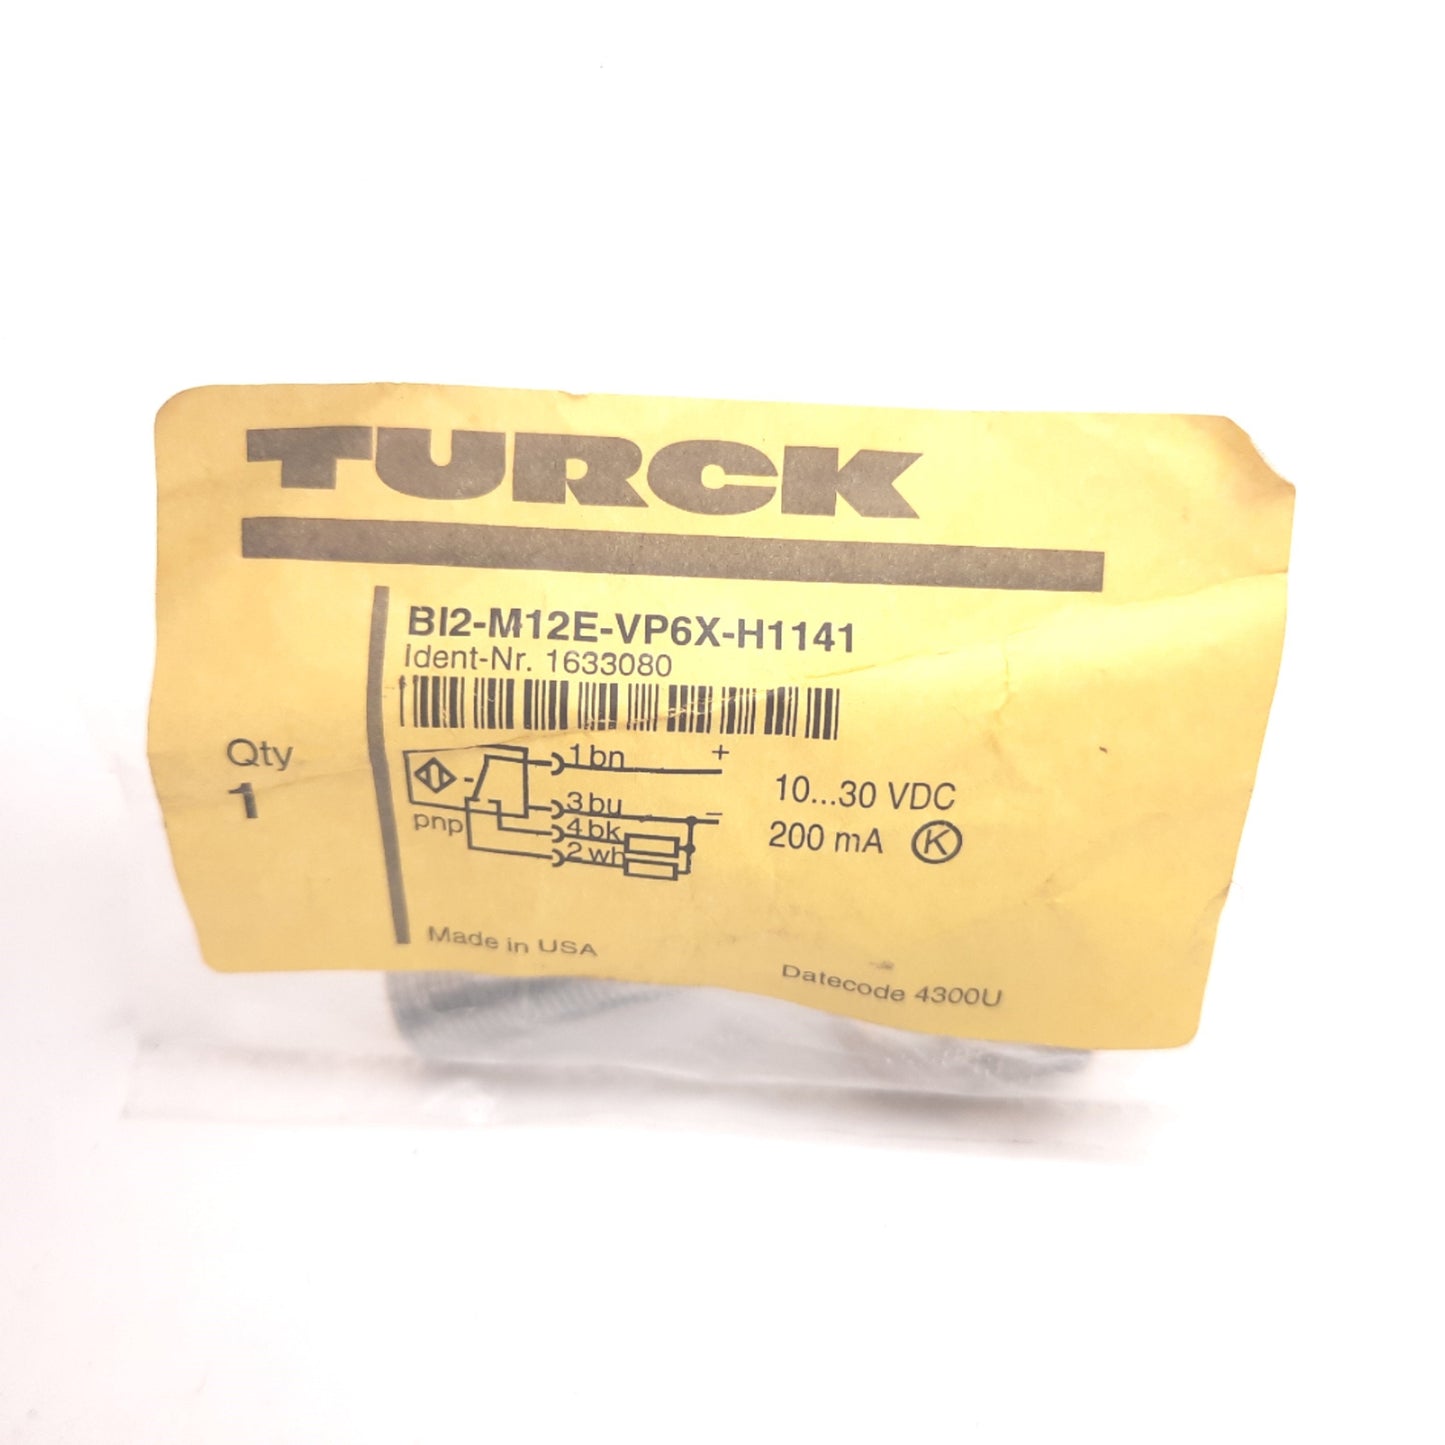 TURCK
BI2-M12E-VP6X-H1141
Ident-Nr. 1633080
Qty
1
1 bn +
3 bu −
pnp
4 bk
2 wh
10...30 VDC
200 mA K
Made in USA
Datecode 4300U